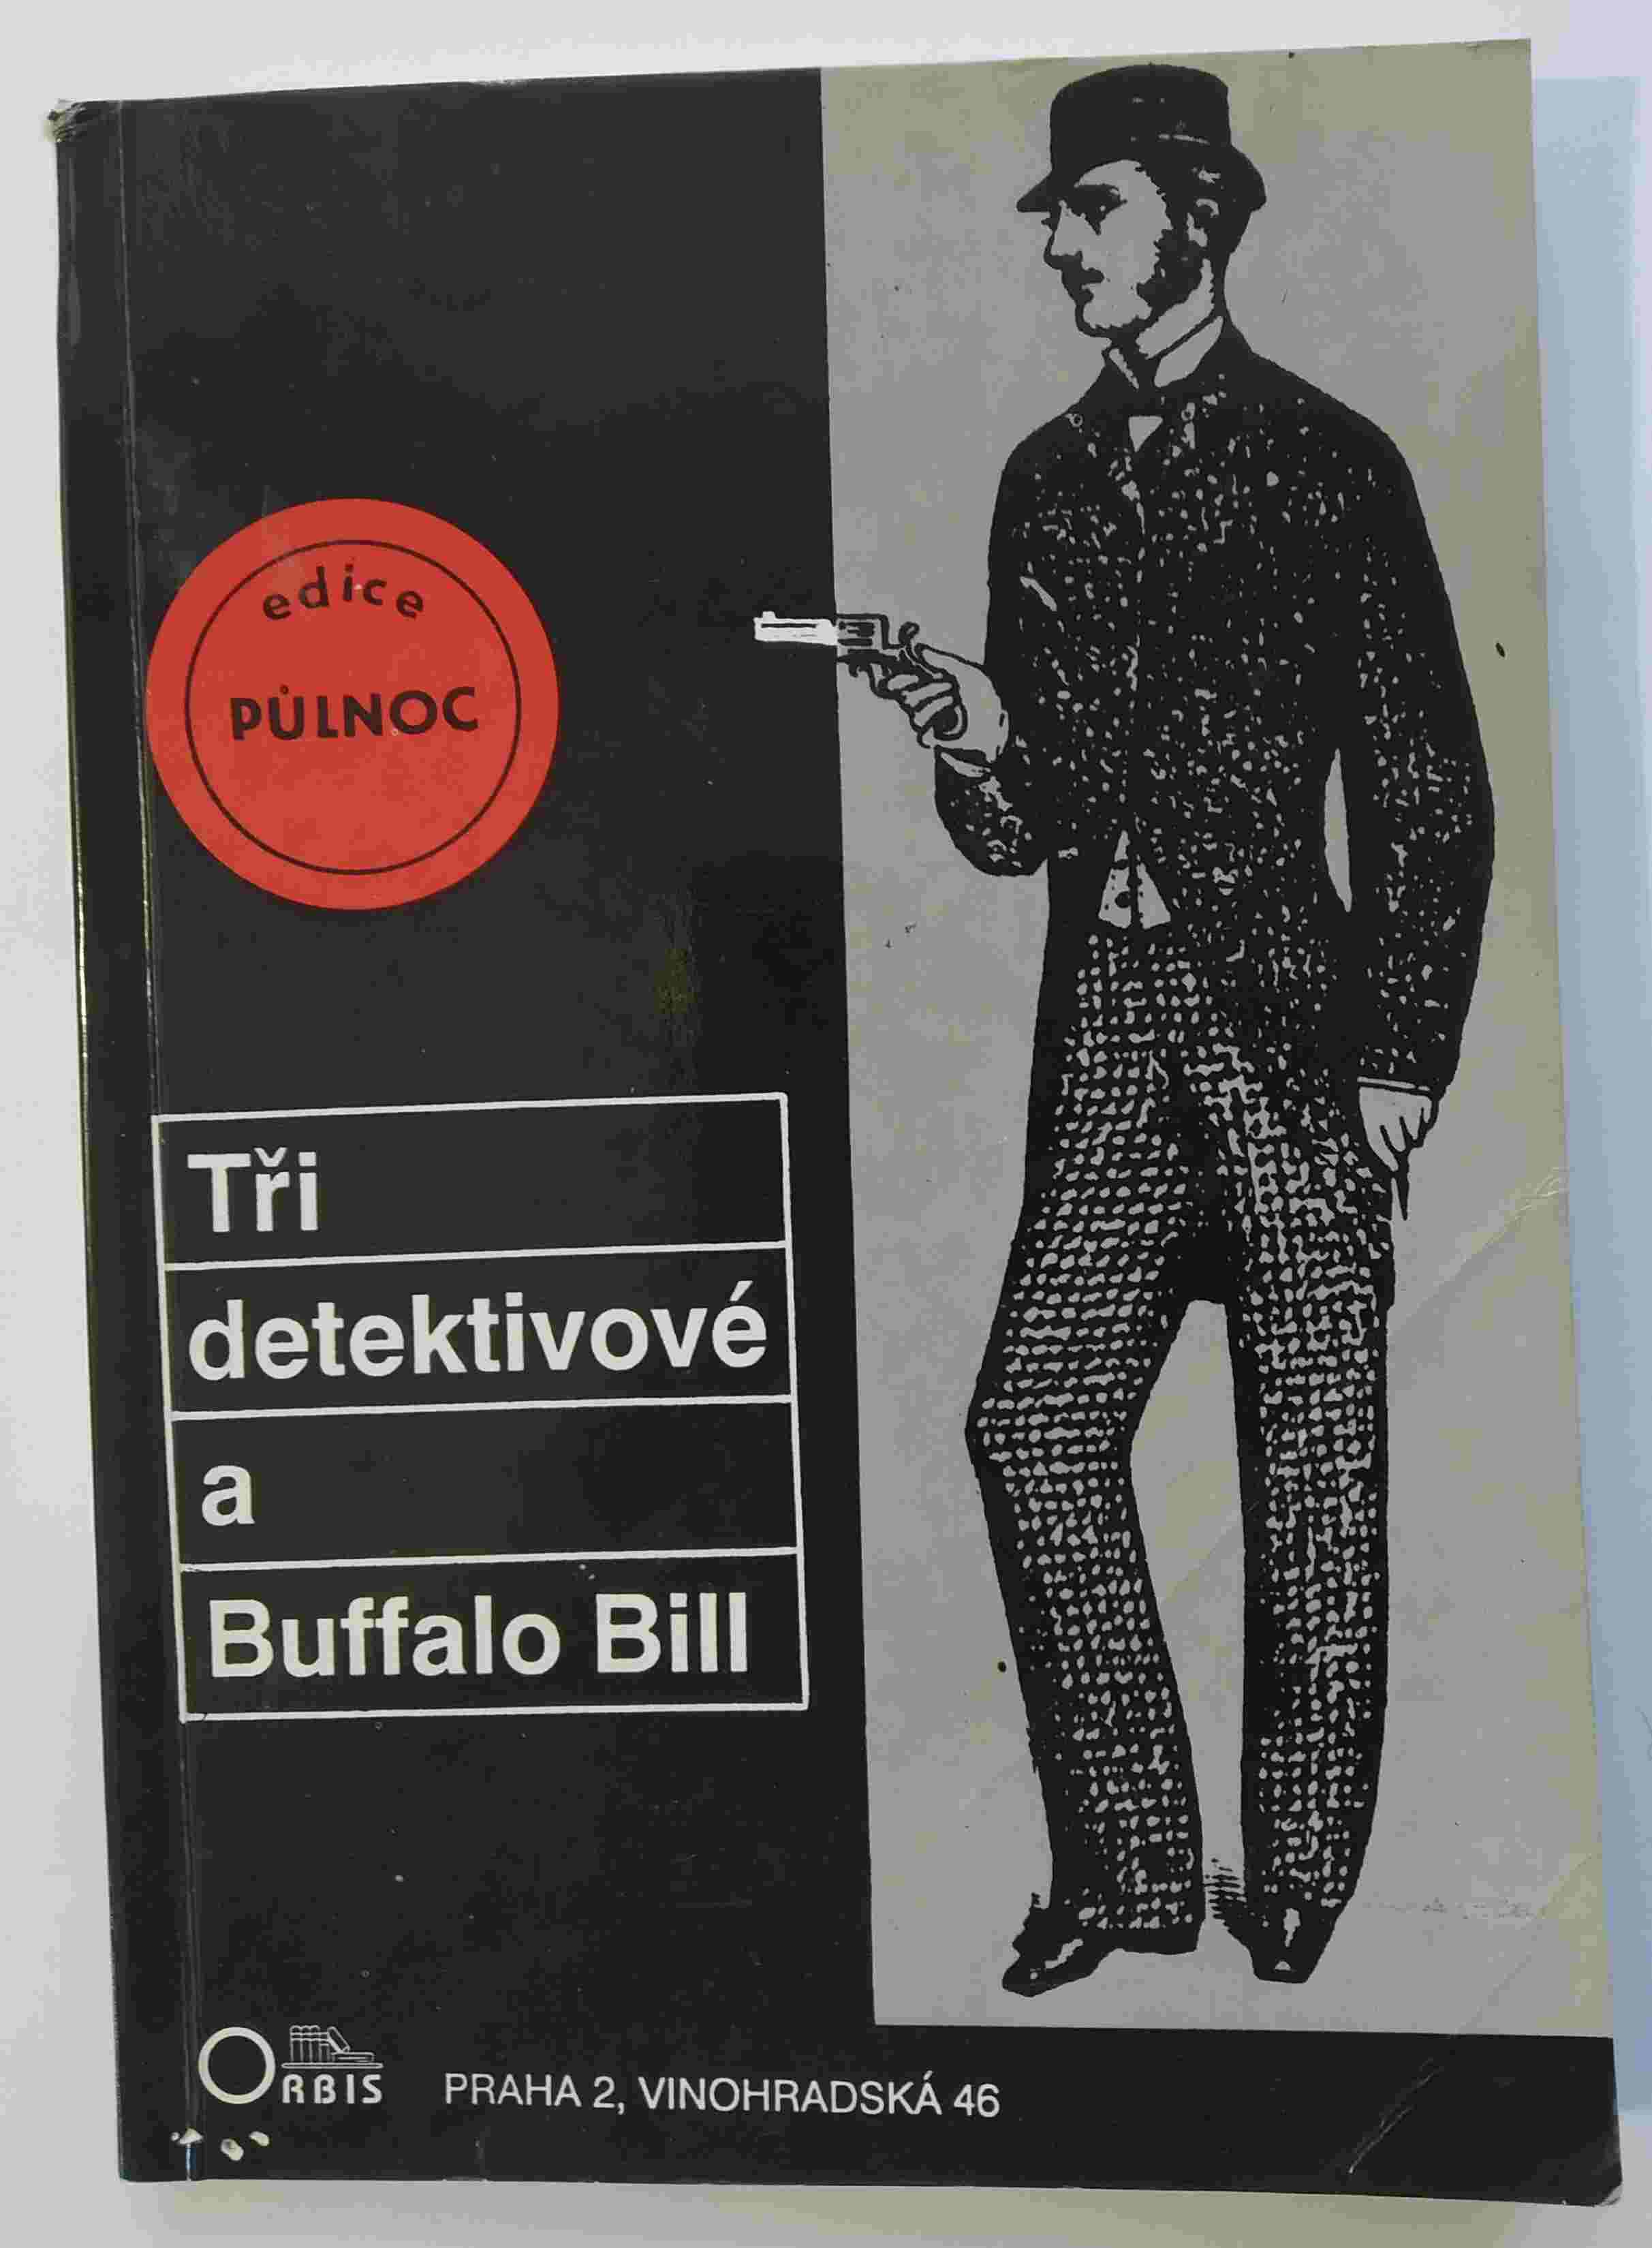 edice
PŮLNOC
Tři
detektivové
a
Buffalo Bill
ORBIS PRAHA 2, VINOHRADSKÁ 46